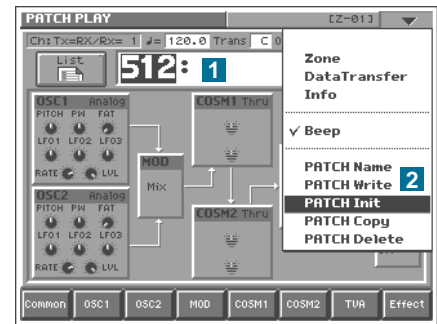 PATCH PLAY [Z-01]
Ch:Tx=RX/Rx= 1 ♩= 120.0 Trans C
List 512: 1
Zone
DataTransfer
Info
✓ Beep
PATCH Name
PATCH Write 2
PATCH Init
PATCH Copy
PATCH Delete
OSC1 Analog
PITCH PW FAT
LFO1 LFO2 LFO3
RATE LVL
OSC2 Analog
PITCH PW FAT
LFO1 LFO2 LFO3
RATE LVL
MOD
Mix
COSM1 Thru
COSM2 Thru
Common OSC1 OSC2 MOD COSM1 COSM2 TVA Effect